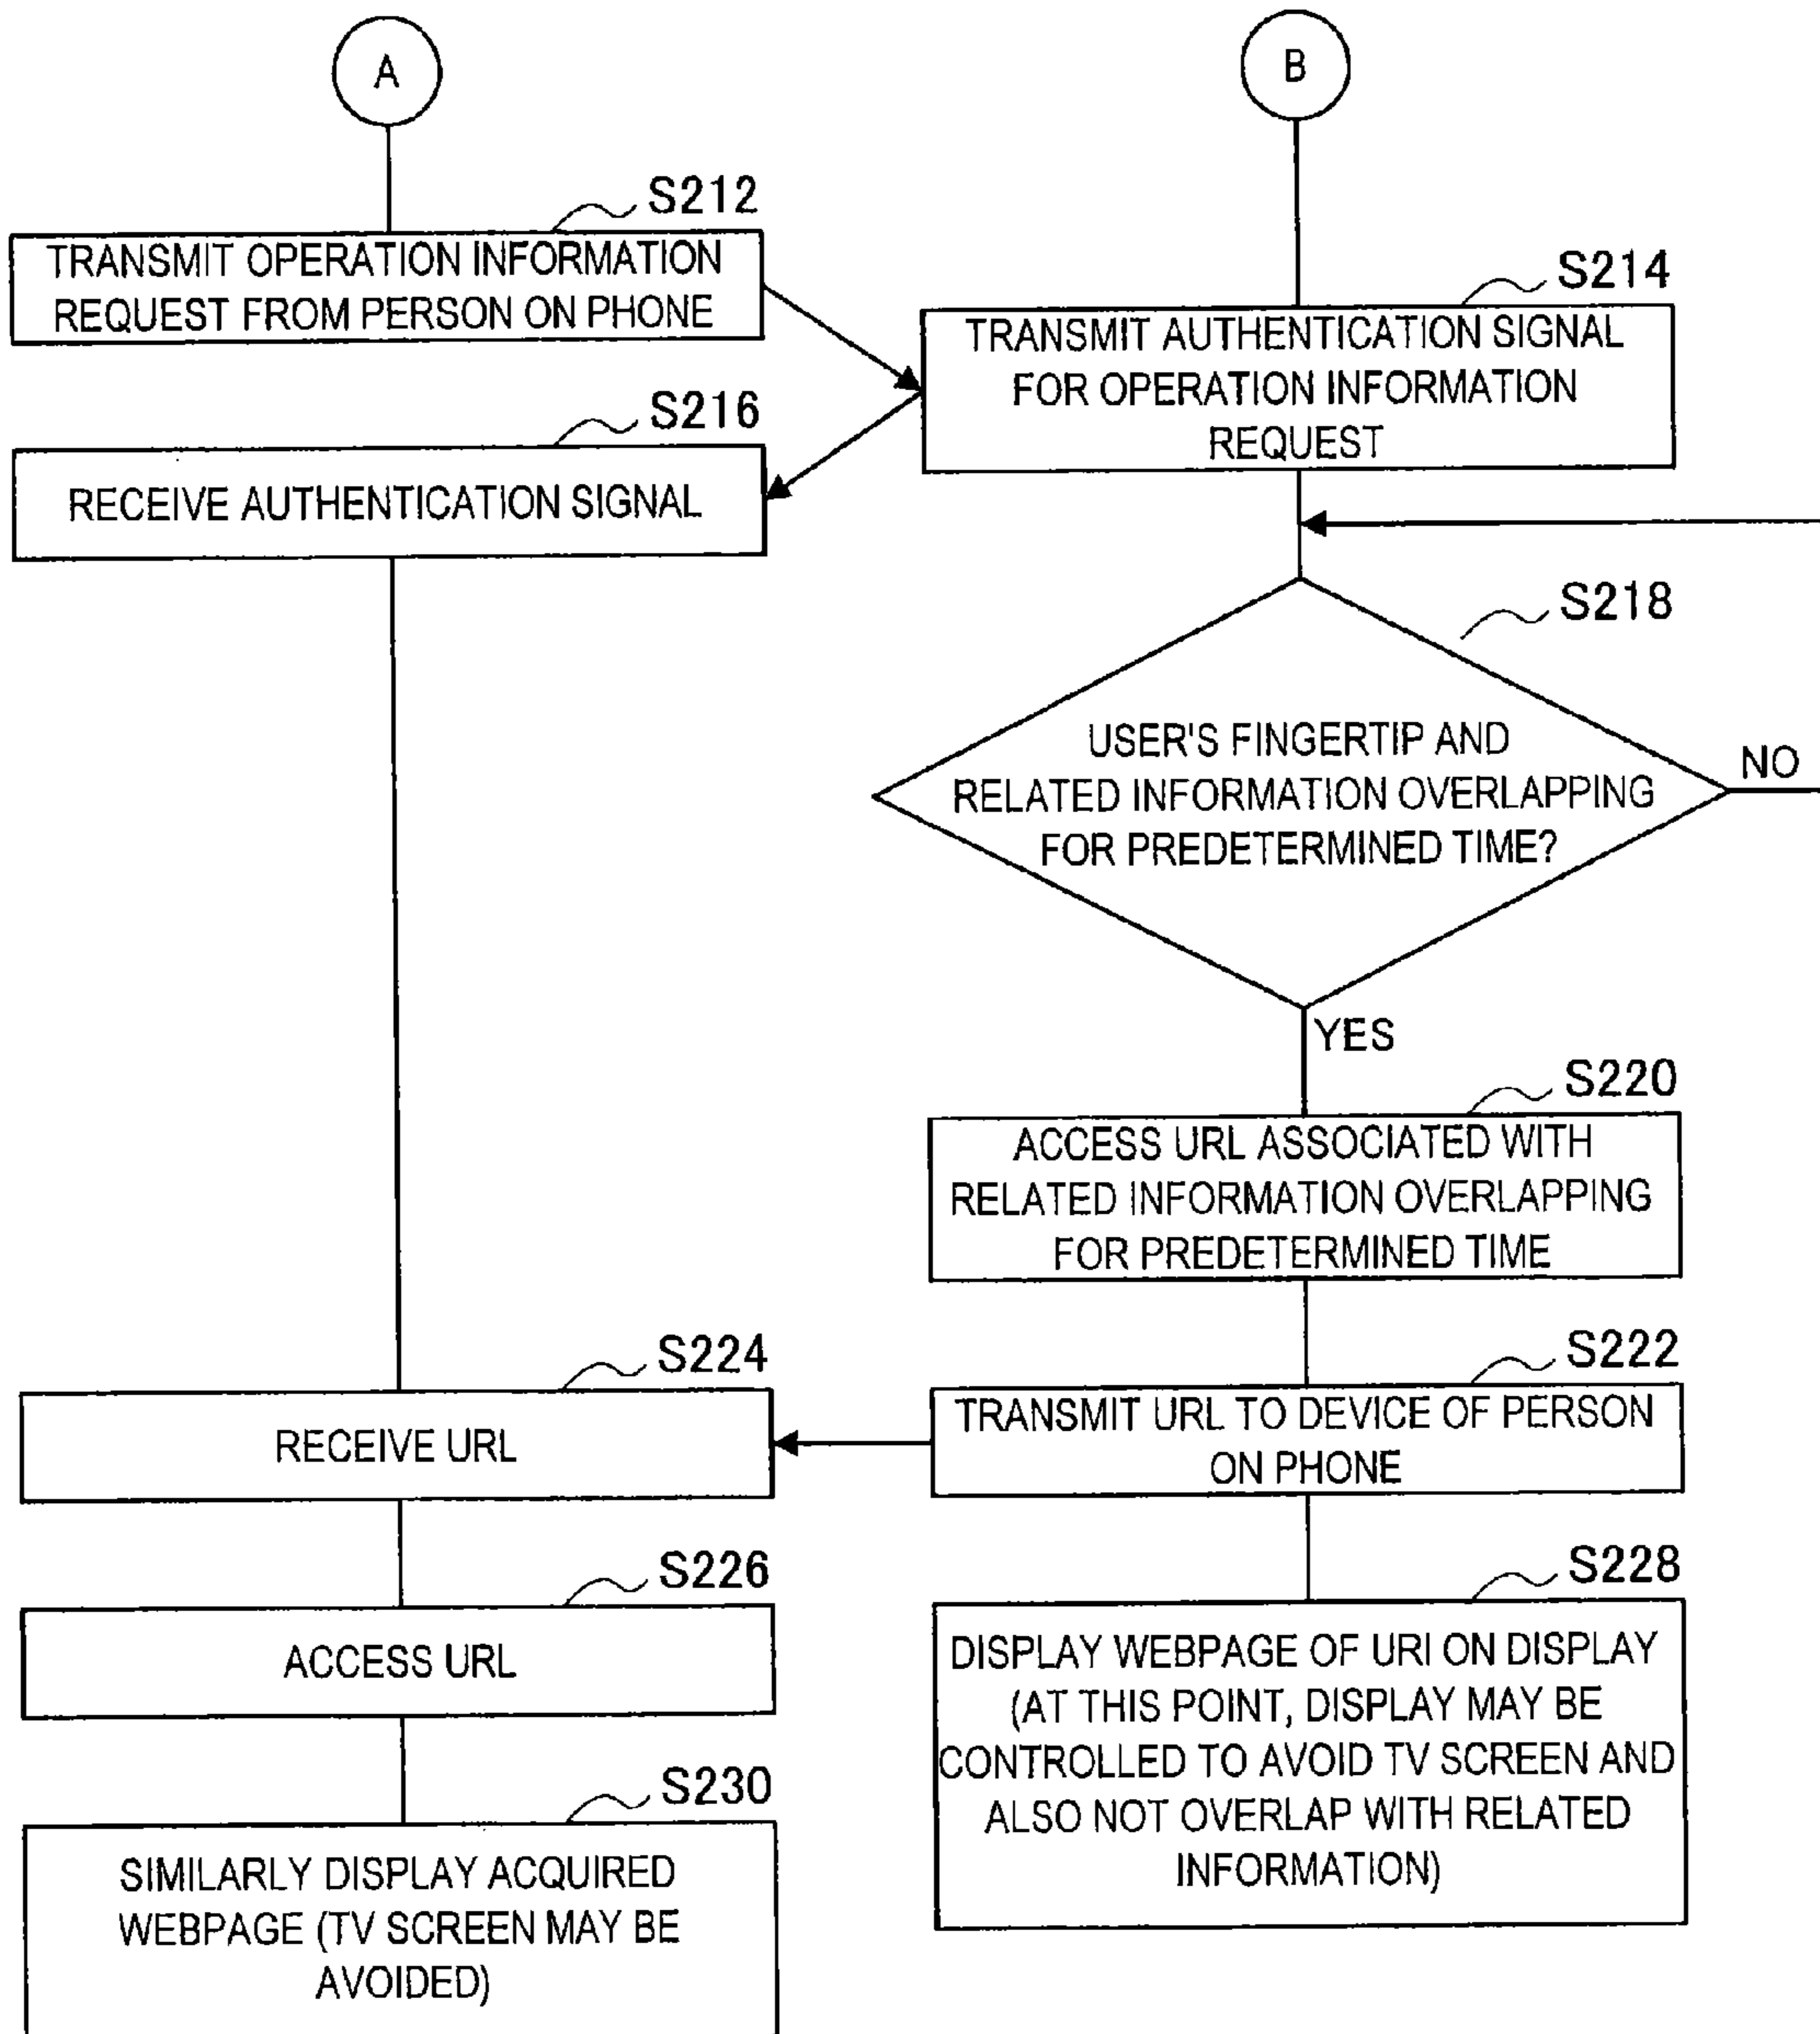 A
B
S212
TRANSMIT OPERATION INFORMATION
REQUEST FROM PERSON ON PHONE
S214
TRANSMIT AUTHENTICATION SIGNAL
FOR OPERATION INFORMATION
REQUEST
S216
RECEIVE AUTHENTICATION SIGNAL
S218
USER'S FINGERTIP AND
RELATED INFORMATION OVERLAPPING
FOR PREDETERMINED TIME?
NO
YES
S220
ACCESS URL ASSOCIATED WITH
RELATED INFORMATION OVERLAPPING
FOR PREDETERMINED TIME
S222
TRANSMIT URL TO DEVICE OF PERSON
ON PHONE
S224
RECEIVE URL
S226
ACCESS URL
S228
DISPLAY WEBPAGE OF URI ON DISPLAY
(AT THIS POINT, DISPLAY MAY BE
CONTROLLED TO AVOID TV SCREEN AND
ALSO NOT OVERLAP WITH RELATED
INFORMATION)
S230
SIMILARLY DISPLAY ACQUIRED
WEBPAGE (TV SCREEN MAY BE
AVOIDED)